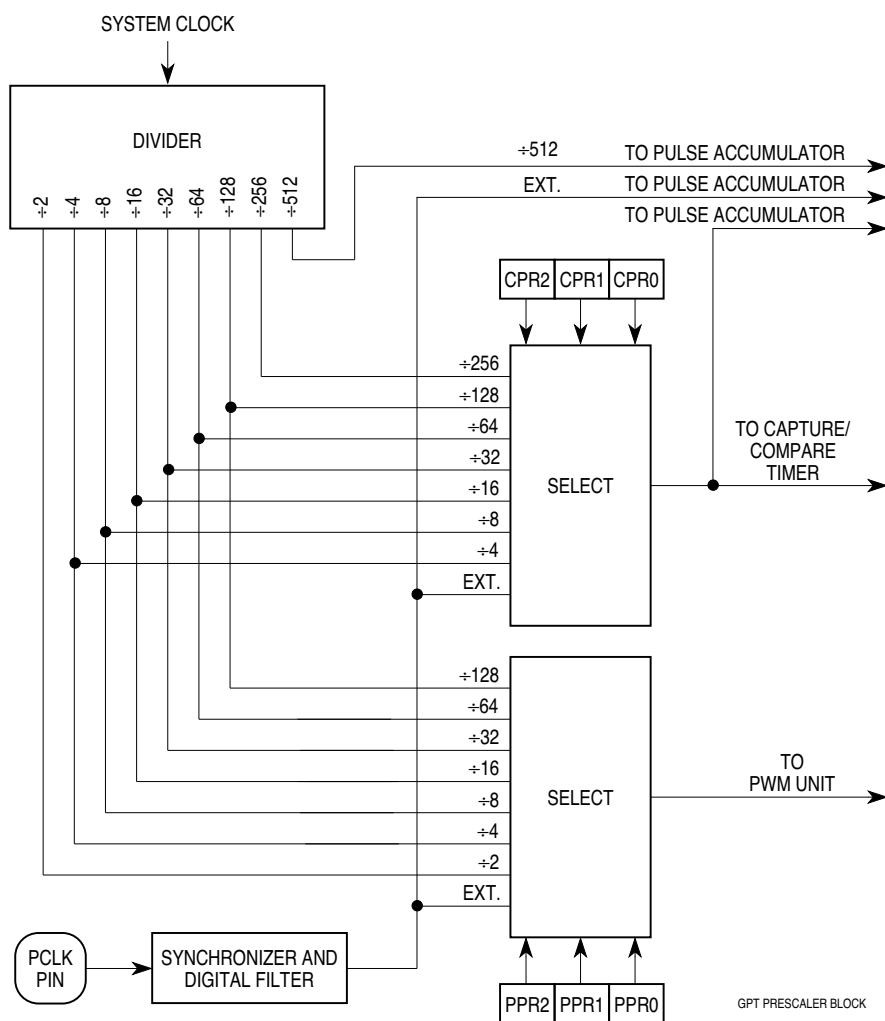 SYSTEM CLOCK
DIVIDER
÷2
÷4
÷8
÷16
÷32
÷64
÷128
÷256
÷512
÷512
TO PULSE ACCUMULATOR
EXT.
TO PULSE ACCUMULATOR
TO PULSE ACCUMULATOR
CPR2
CPR1
CPR0
÷256
÷128
÷64
÷32
÷16
÷8
÷4
EXT.
SELECT
TO CAPTURE/
COMPARE
TIMER
÷128
÷64
÷32
÷16
÷8
÷4
÷2
EXT.
SELECT
TO
PWM UNIT
PCLK
PIN
SYNCHRONIZER AND
DIGITAL FILTER
PPR2
PPR1
PPR0
GPT PRESCALER BLOCK